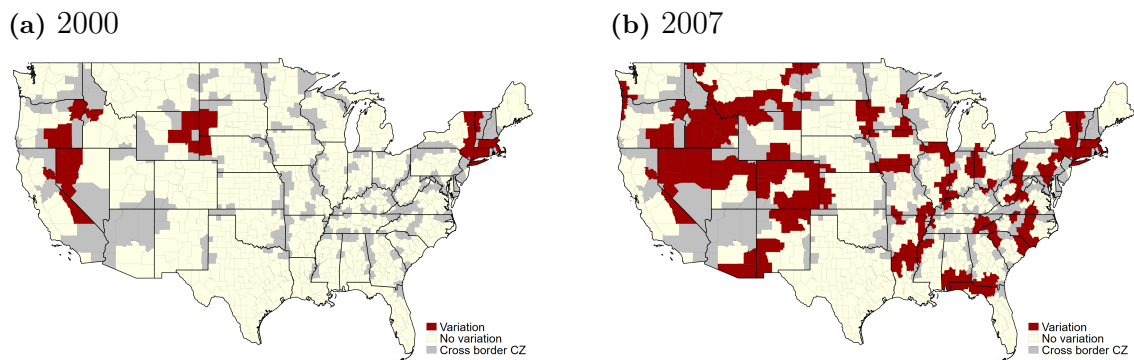 (a) 2000
(b) 2007
Variation
No variation
Cross border CZ
Variation
No variation
Cross border CZ